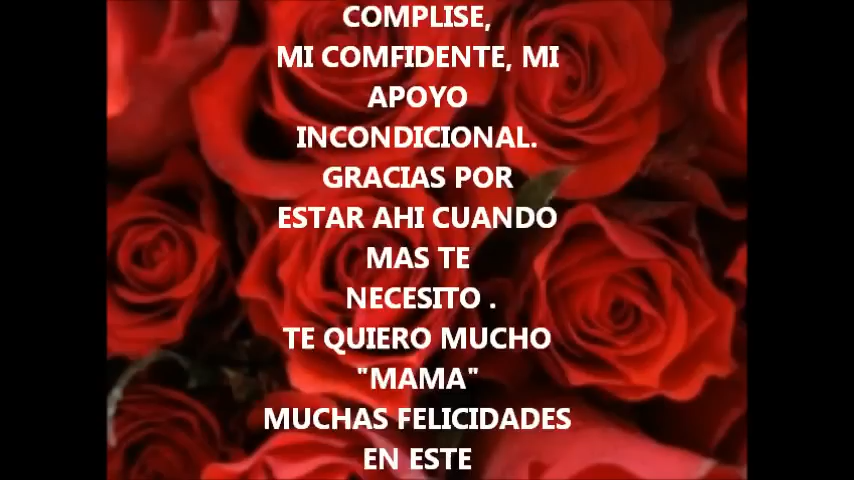 COMPLISE,
MI COMFIDENTE, MI
APOYO
INCONDICIONAL.
GRACIAS POR
ESTAR AHI CUANDO
MAS TE
NECESITO .
TE QUIERO MUCHO
"MAMA"
MUCHAS FELICIDADES
EN ESTE